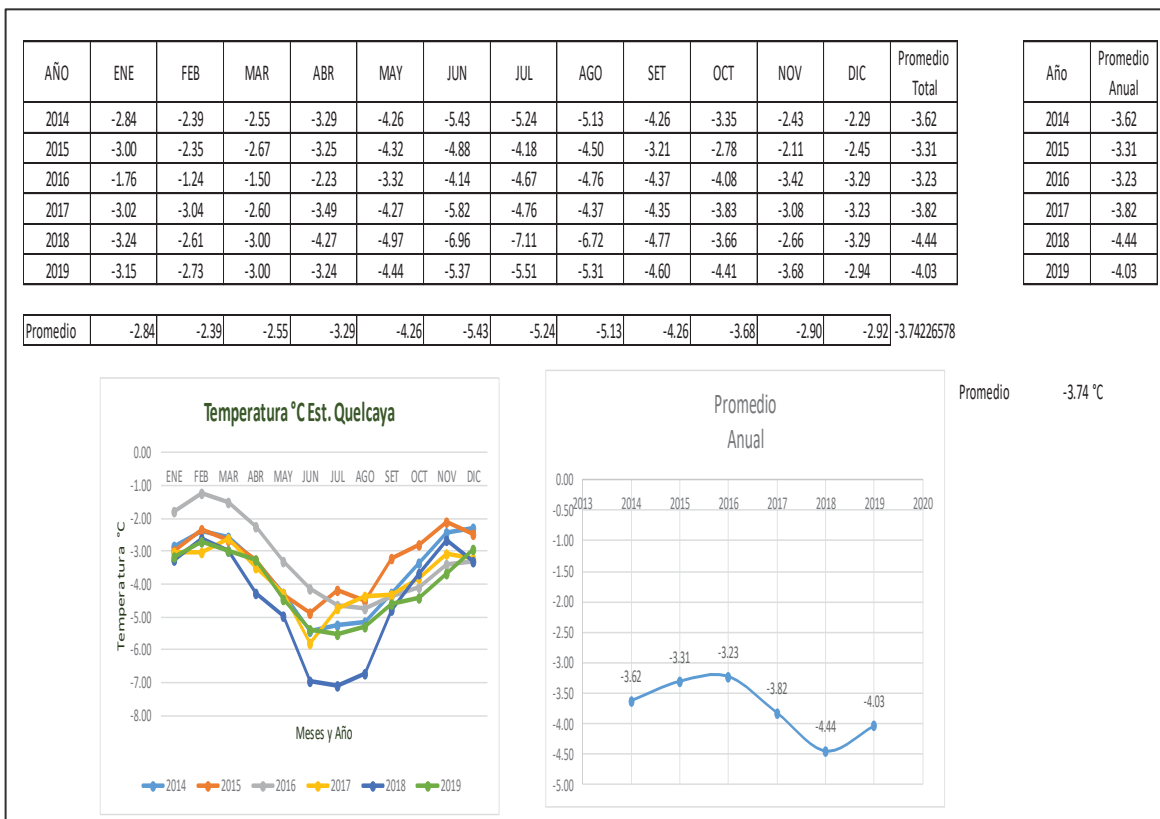 AÑO ENE FEB MAR ABR MAY JUN JUL AGO SET OCT NOV DIC Promedio Total
2014 -2.84 -2.39 -2.55 -3.29 -4.26 -5.43 -5.24 -5.13 -4.26 -3.35 -2.43 -2.29 -3.62
2015 -3.00 -2.35 -2.67 -3.25 -4.32 -4.88 -4.18 -4.50 -3.21 -2.78 -2.11 -2.45 -3.31
2016 -1.76 -1.24 -1.50 -2.23 -3.32 -4.14 -4.67 -4.76 -4.37 -4.08 -3.42 -3.29 -3.23
2017 -3.02 -3.04 -2.60 -3.49 -4.27 -5.82 -4.76 -4.37 -4.35 -3.83 -3.08 -3.23 -3.82
2018 -3.24 -2.61 -3.00 -4.27 -4.97 -6.96 -7.11 -6.72 -4.77 -3.66 -2.66 -3.29 -4.44
2019 -3.15 -2.73 -3.00 -3.24 -4.44 -5.37 -5.51 -5.31 -4.60 -4.41 -3.68 -2.94 -4.03
Promedio -2.84 -2.39 -2.55 -3.29 -4.26 -5.43 -5.24 -5.13 -4.26 -3.68 -2.90 -2.92 -3.74226578
Año Promedio Anual
2014 -3.62
2015 -3.31
2016 -3.23
2017 -3.82
2018 -4.44
2019 -4.03
Temperatura °C Est. Quelcaya
0.00
ENE FEB MAR ABR MAY JUN JUL AGO SET OCT NOV DIC
-1.00
-2.00
-3.00
-4.00
-5.00
-6.00
-7.00
-8.00
Temperatura °C
Meses y Año
2014 2015 2016 2017 2018 2019
Promedio
Anual
0.00
2013 2014 2015 2016 2017 2018 2019 2020
-0.50
-1.00
-1.50
-2.00
-2.50
-3.00
-3.50
-4.00
-4.50
-5.00
-3.62 -3.31 -3.23 -3.82 -4.44 -4.03
Promedio -3.74 °C